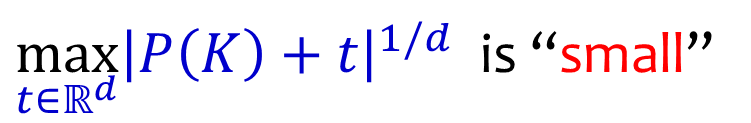 max|P(K) + t|^{1/d} is “small”
t∈ℝ^d